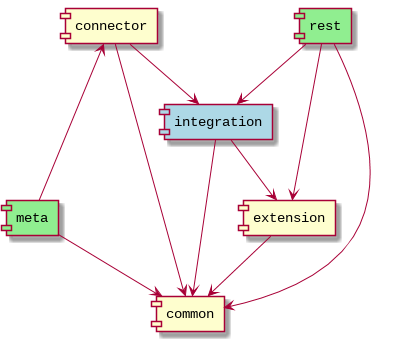 connector
rest
integration
meta
extension
common